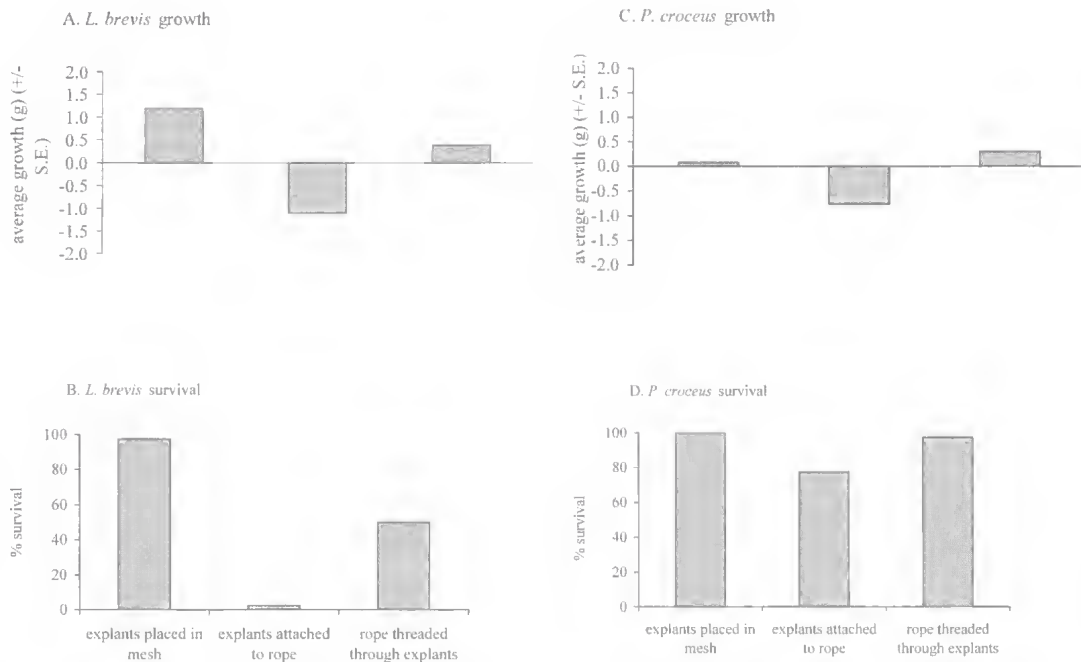 A. L. brevis growth
average growth (g) (+/-
S.E.)
2.0
1.5
1.0
0.5
0.0
-0.5
-1.0
-1.5
-2.0
C. P. croceus growth
average growth (g) (+/- S.E.)
2.0
1.5
1.0
0.5
0.0
-0.5
-1.0
-1.5
-2.0
B. L. brevis survival
% survival
100
80
60
40
20
0
explants placed in
mesh
explants attached
to rope
rope threaded
through explants
D. P croceus survival
% survival
100
80
60
40
20
0
explants placed in
mesh
explants attached
to rope
rope threaded
through explants